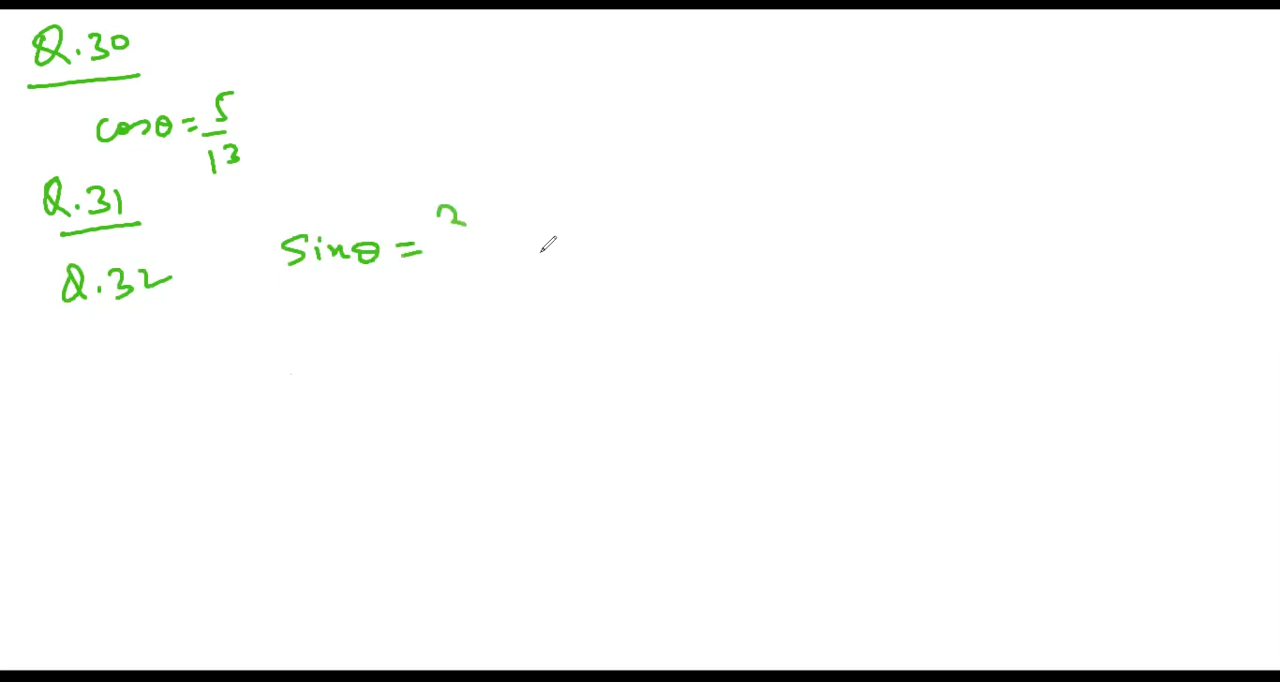 Q.30
cosθ = 5/13
Q.31
sinθ = 2
Q.32